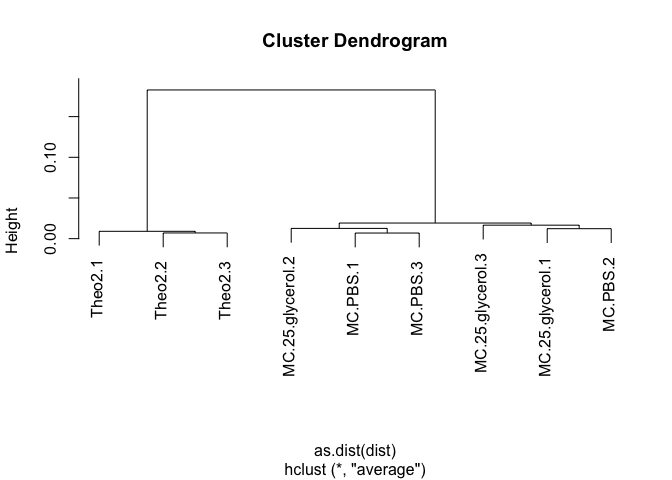 Cluster Dendrogram
Height
0.10
0.00
Theo2.1
Theo2.2
Theo2.3
MC.25.glycerol.2
MC.PBS.1
MC.PBS.3
MC.25.glycerol.3
MC.25.glycerol.1
MC.PBS.2
as.dist(dist)
hclust (*, "average")